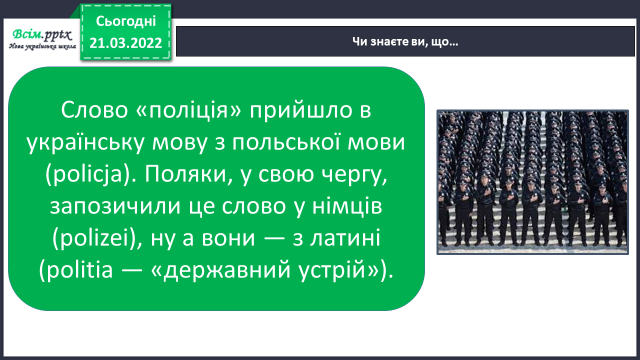 Всім.pptx
Нова українська школа
Сьогодні
21.03.2022
Чи знаєте ви, що...
Слово «поліція» прийшло в
українську мову з польської мови
(policja). Поляки, у свою чергу,
запозичили це слово у німців
(polizei), ну а вони — з латині
(politia — «державний устрій»).